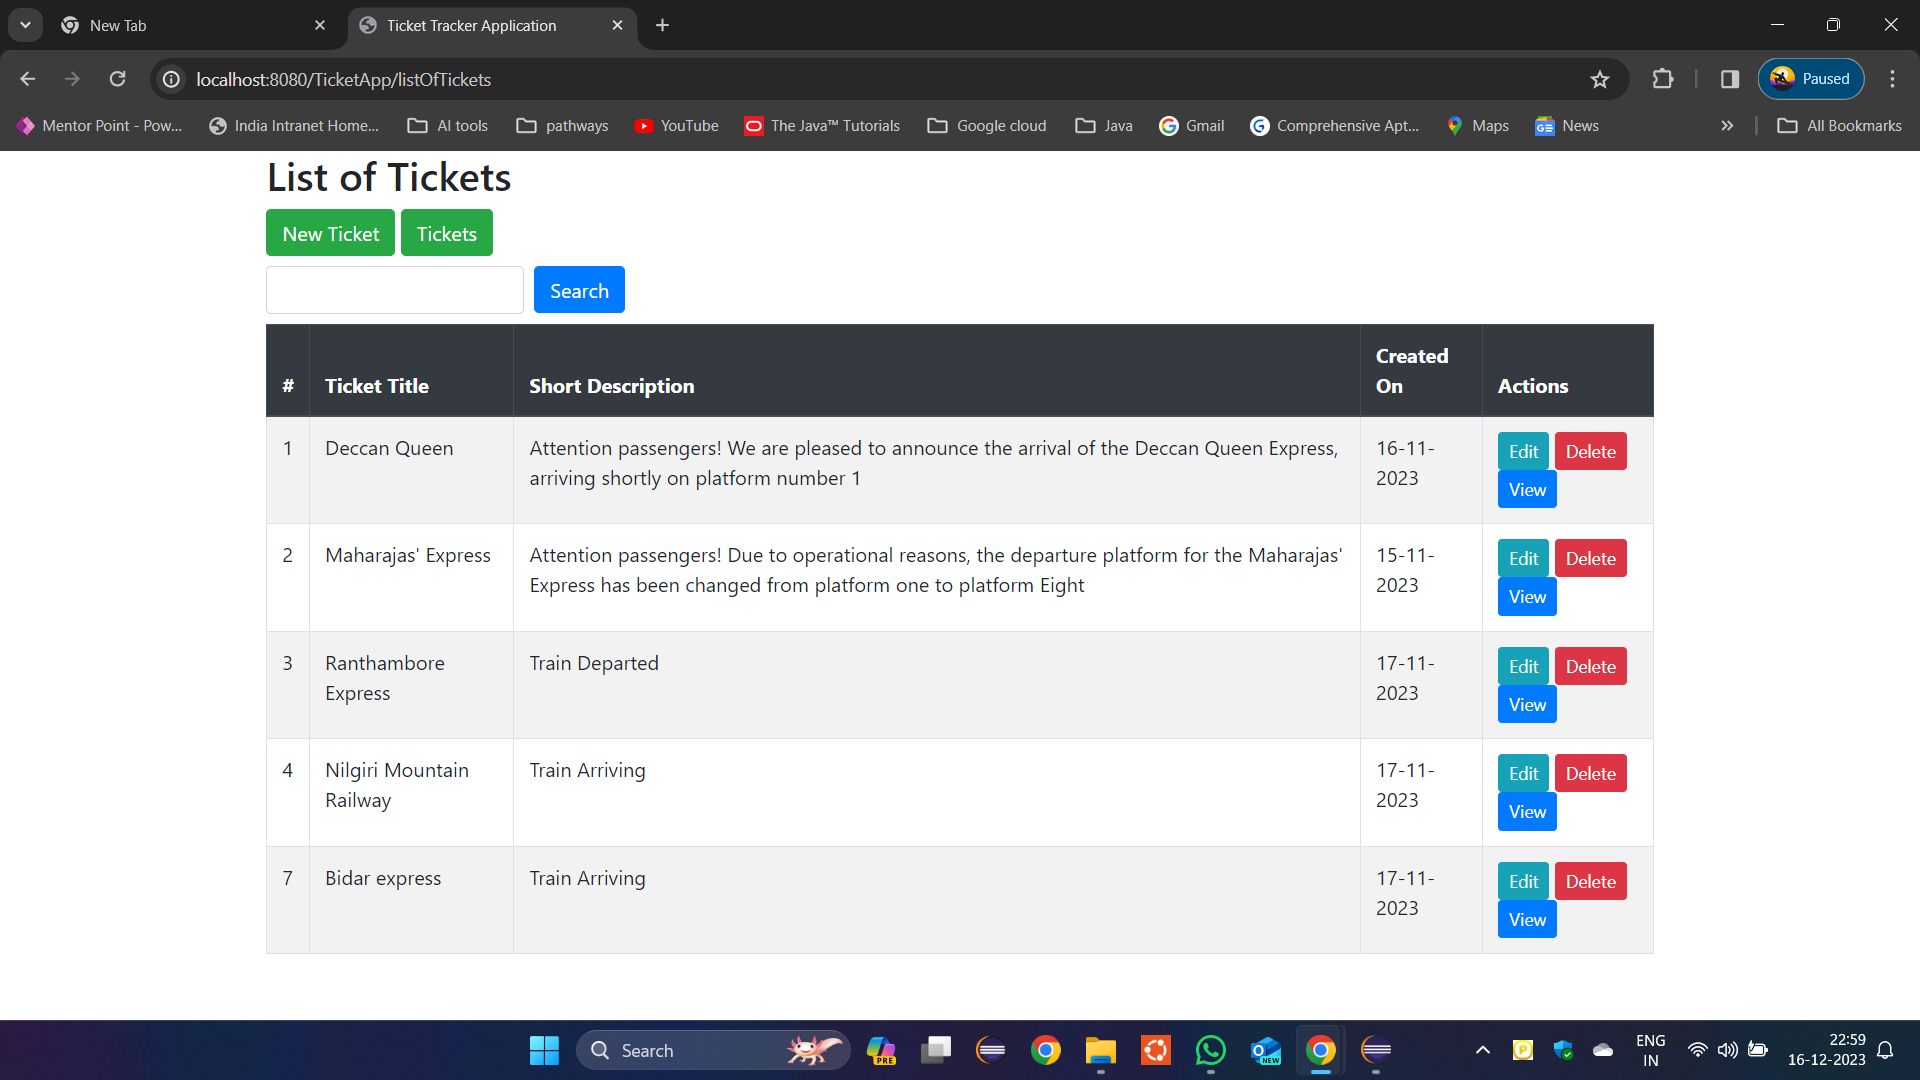 New Tab
Ticket Tracker Application
localhost:8080/TicketApp/listOfTickets
Paused
Mentor Point - Pow...
India Intranet Home...
AI tools
pathways
YouTube
The Java™ Tutorials
Google cloud
Java
Gmail
Comprehensive Apt...
Maps
News
All Bookmarks
List of Tickets
New Ticket
Tickets
Search
#
Ticket Title
Short Description
Created
On
Actions
1
Deccan Queen
Attention passengers! We are pleased to announce the arrival of the Deccan Queen Express,
arriving shortly on platform number 1
16-11-
2023
Edit
Delete
View
2
Maharajas' Express
Attention passengers! Due to operational reasons, the departure platform for the Maharajas'
Express has been changed from platform one to platform Eight
15-11-
2023
Edit
Delete
View
3
Ranthambore
Express
Train Departed
17-11-
2023
Edit
Delete
View
4
Nilgiri Mountain
Railway
Train Arriving
17-11-
2023
Edit
Delete
View
7
Bidar express
Train Arriving
17-11-
2023
Edit
Delete
View
Search
PRE
NEW
ENG
IN
22:59
16-12-2023